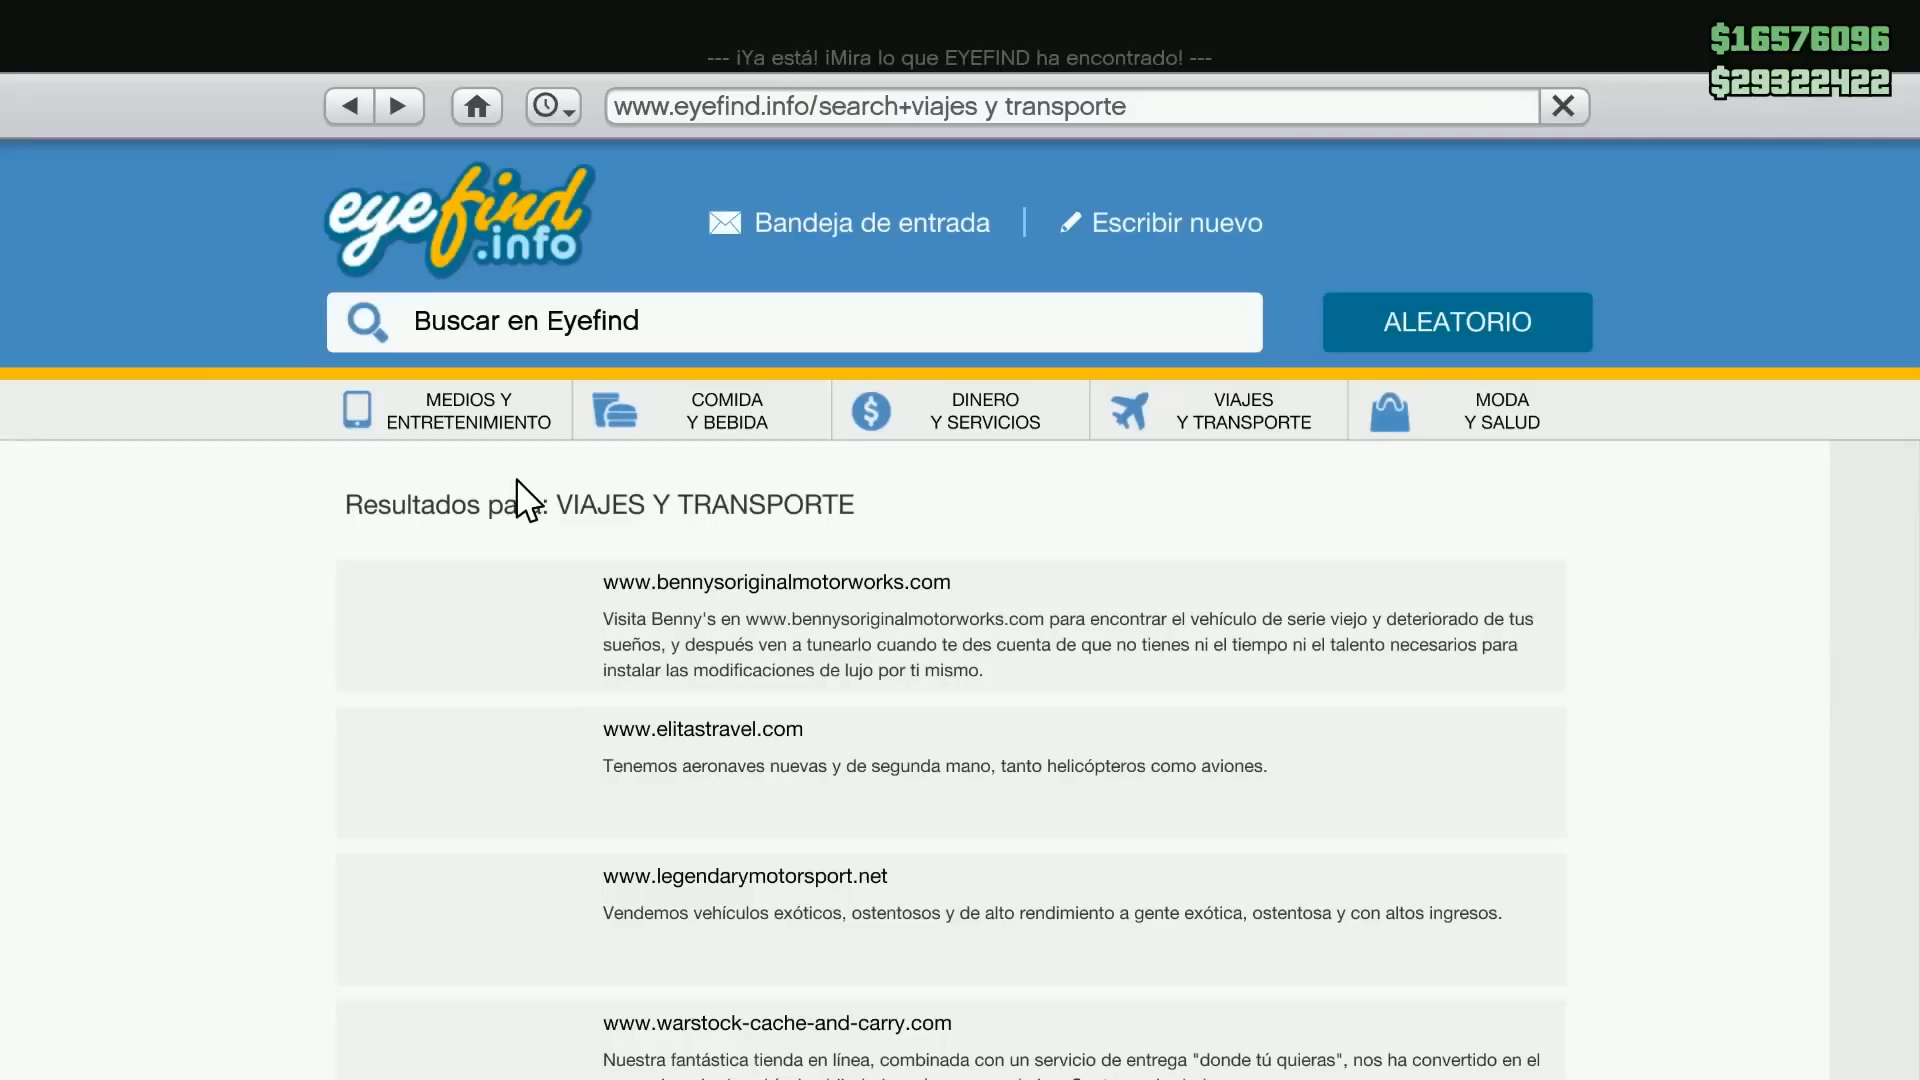 $16576096
--- ¡Ya está! ¡Mira lo que EYEFIND ha encontrado! ---
$29322422
www.eyefind.info/search+viajes y transporte
eyefind
.info
Bandeja de entrada
Escribir nuevo
Buscar en Eyefind
ALEATORIO
MEDIOS Y
ENTRETENIMIENTO
COMIDA
Y BEBIDA
DINERO
Y SERVICIOS
VIAJES
Y TRANSPORTE
MODA
Y SALUD
Resultados : VIAJES Y TRANSPORTE
www.bennysoriginalmotorworks.com
Visita Benny's en www.bennysoriginalmotorworks.com para encontrar el vehículo de serie viejo y deteriorado de tus
sueños, y después ven a tunearlo cuando te des cuenta de que no tienes ni el tiempo ni el talento necesarios para
instalar las modificaciones de lujo por ti mismo.
www.elitastravel.com
Tenemos aeronaves nuevas y de segunda mano, tanto helicópteros como aviones.
www.legendarymotorsport.net
Vendemos vehículos exóticos, ostentosos y de alto rendimiento a gente exótica, ostentosa y con altos ingresos.
www.warstock-cache-and-carry.com
Nuestra fantástica tienda en línea, combinada con un servicio de entrega "donde tú quieras", nos ha convertido en el